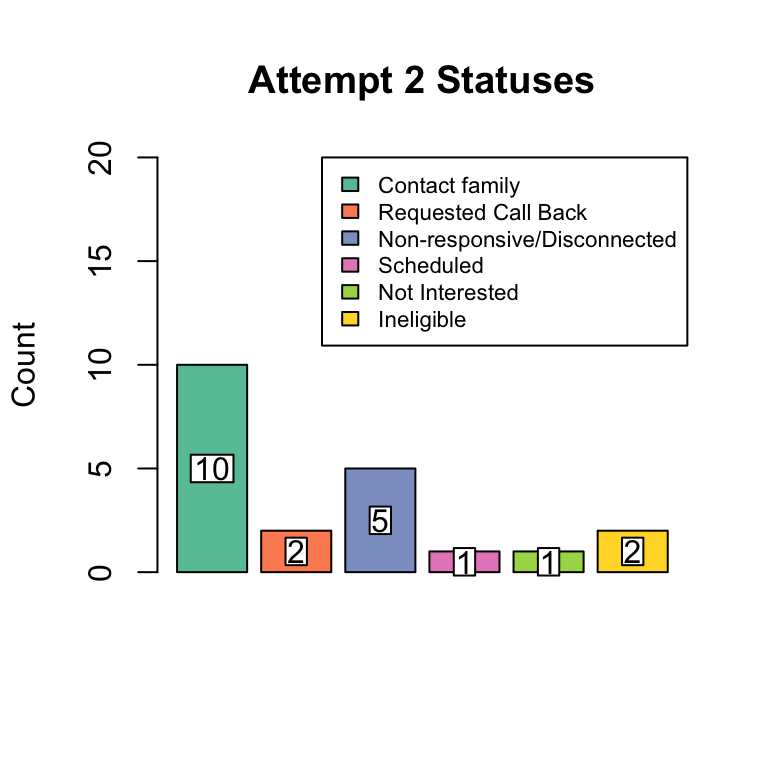 Attempt 2 Statuses
Count
20
15
10
5
0
Contact family
Requested Call Back
Non-responsive/Disconnected
Scheduled
Not Interested
Ineligible
10
2
5
1
1
2